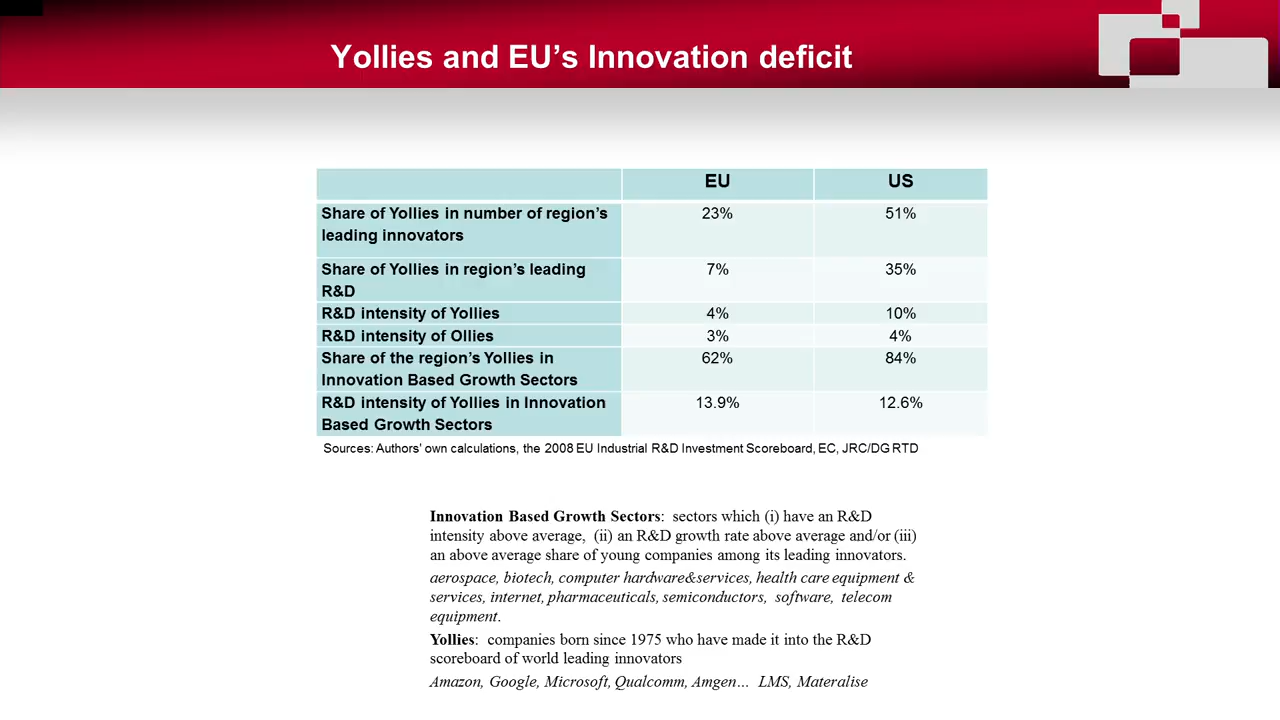 Yollies and EU’s Innovation deficit
EU US
Share of Yollies in number of region’s 23% 51%
leading innovators
Share of Yollies in region’s leading 7% 35%
R&D
R&D intensity of Yollies 4% 10%
R&D intensity of Ollies 3% 4%
Share of the region’s Yollies in 62% 84%
Innovation Based Growth Sectors
R&D intensity of Yollies in Innovation 13.9% 12.6%
Based Growth Sectors
Sources: Authors’ own calculations, the 2008 EU Industrial R&D Investment Scoreboard, EC, JRC/DG RTD
Innovation Based Growth Sectors: sectors which (i) have an R&D
intensity above average, (ii) an R&D growth rate above average and/or (iii)
an above average share of young companies among its leading innovators.
aerospace, biotech, computer hardware&services, health care equipment &
services, internet, pharmaceuticals, semiconductors, software, telecom
equipment.
Yollies: companies born since 1975 who have made it into the R&D
scoreboard of world leading innovators
Amazon, Google, Microsoft, Qualcomm, Amgen… LMS, Materalise